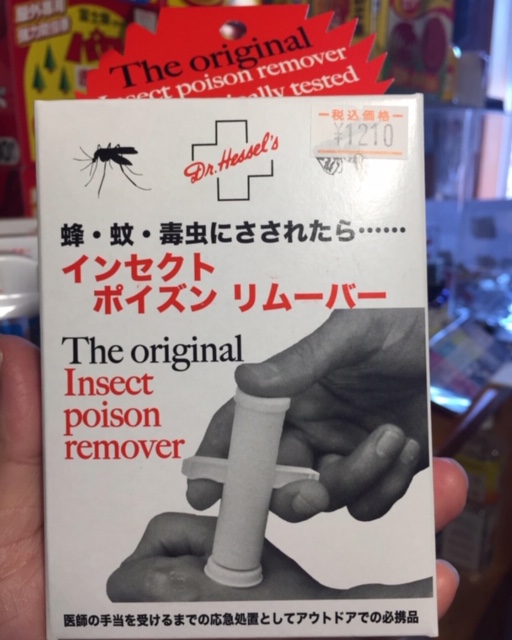 The original
Insect poison remover
tested
税込価格
¥1210
Dr. Hessel's
蜂・蚊・毒虫にさされたら……
インセクト
ポイズン リムーバー
The original
Insect
poison
remover
医師の手当を受けるまでの応急処置としてアウトドアでの必携品